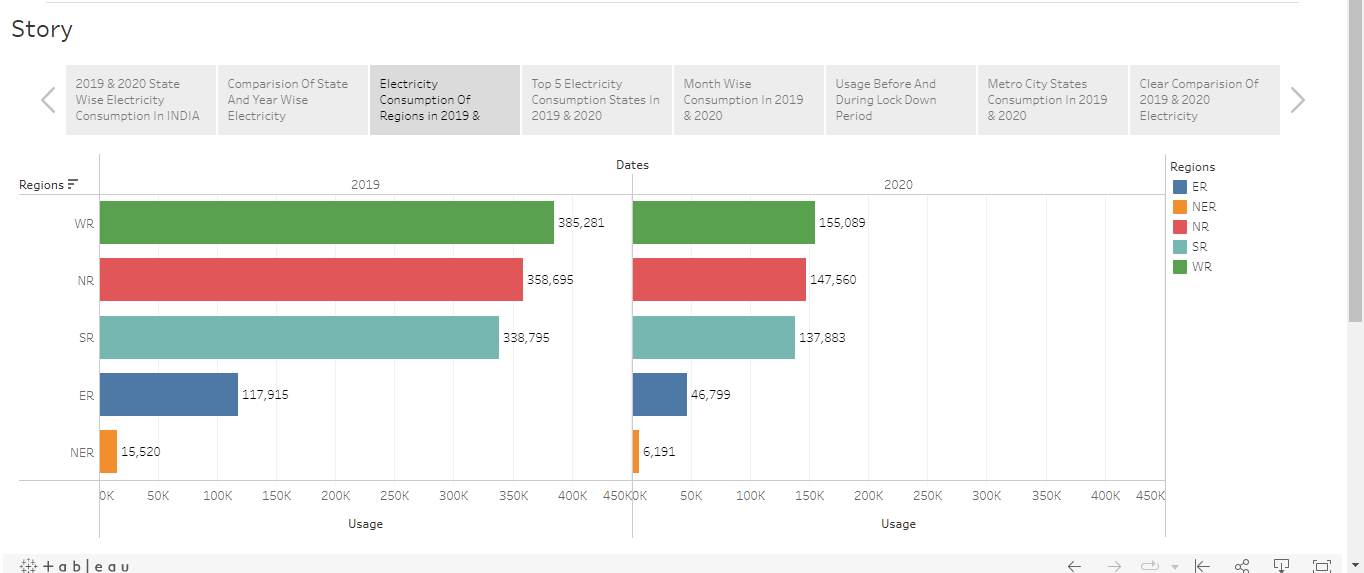 Story
2019 & 2020 State
Wise Electricity
Consumption In INDIA
Comparision Of State
And Year Wise
Electricity
Electricity
Consumption Of
Regions in 2019 &
Top 5 Electricity
Consumption States In
2019 & 2020
Month Wise
Consumption In 2019
& 2020
Usage Before And
During Lock Down
Period
Metro City States
Consumption In 2019
& 2020
Clear Comparision Of
2019 & 2020
Electricity
Dates
Regions
2019
2020
WR
385,281
155,089
NR
358,695
147,560
SR
338,795
137,883
ER
117,915
46,799
NER
15,520
6,191
0K 50K 100K 150K 200K 250K 300K 350K 400K 450K
0K 50K 100K 150K 200K 250K 300K 350K 400K 450K
Usage
Usage
Regions
ER
NER
NR
SR
WR
+ableau